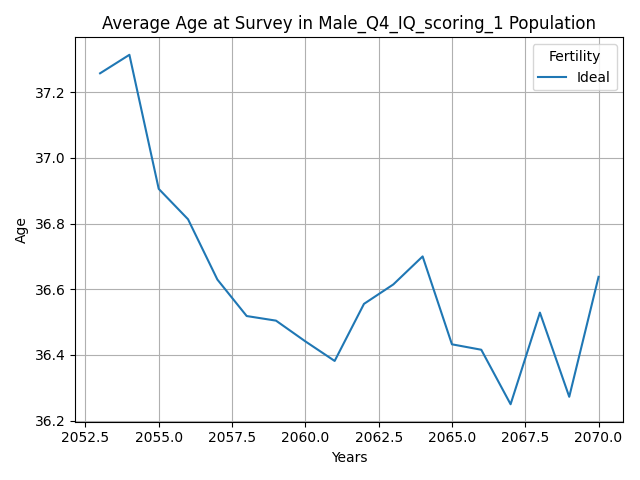 Average Age at Survey in Male_Q4_IQ_scoring_1 Population
Fertility
Ideal
37.2
37.0
36.8
36.6
36.4
36.2
Age
2052.5 2055.0 2057.5 2060.0 2062.5 2065.0 2067.5 2070.0
Years